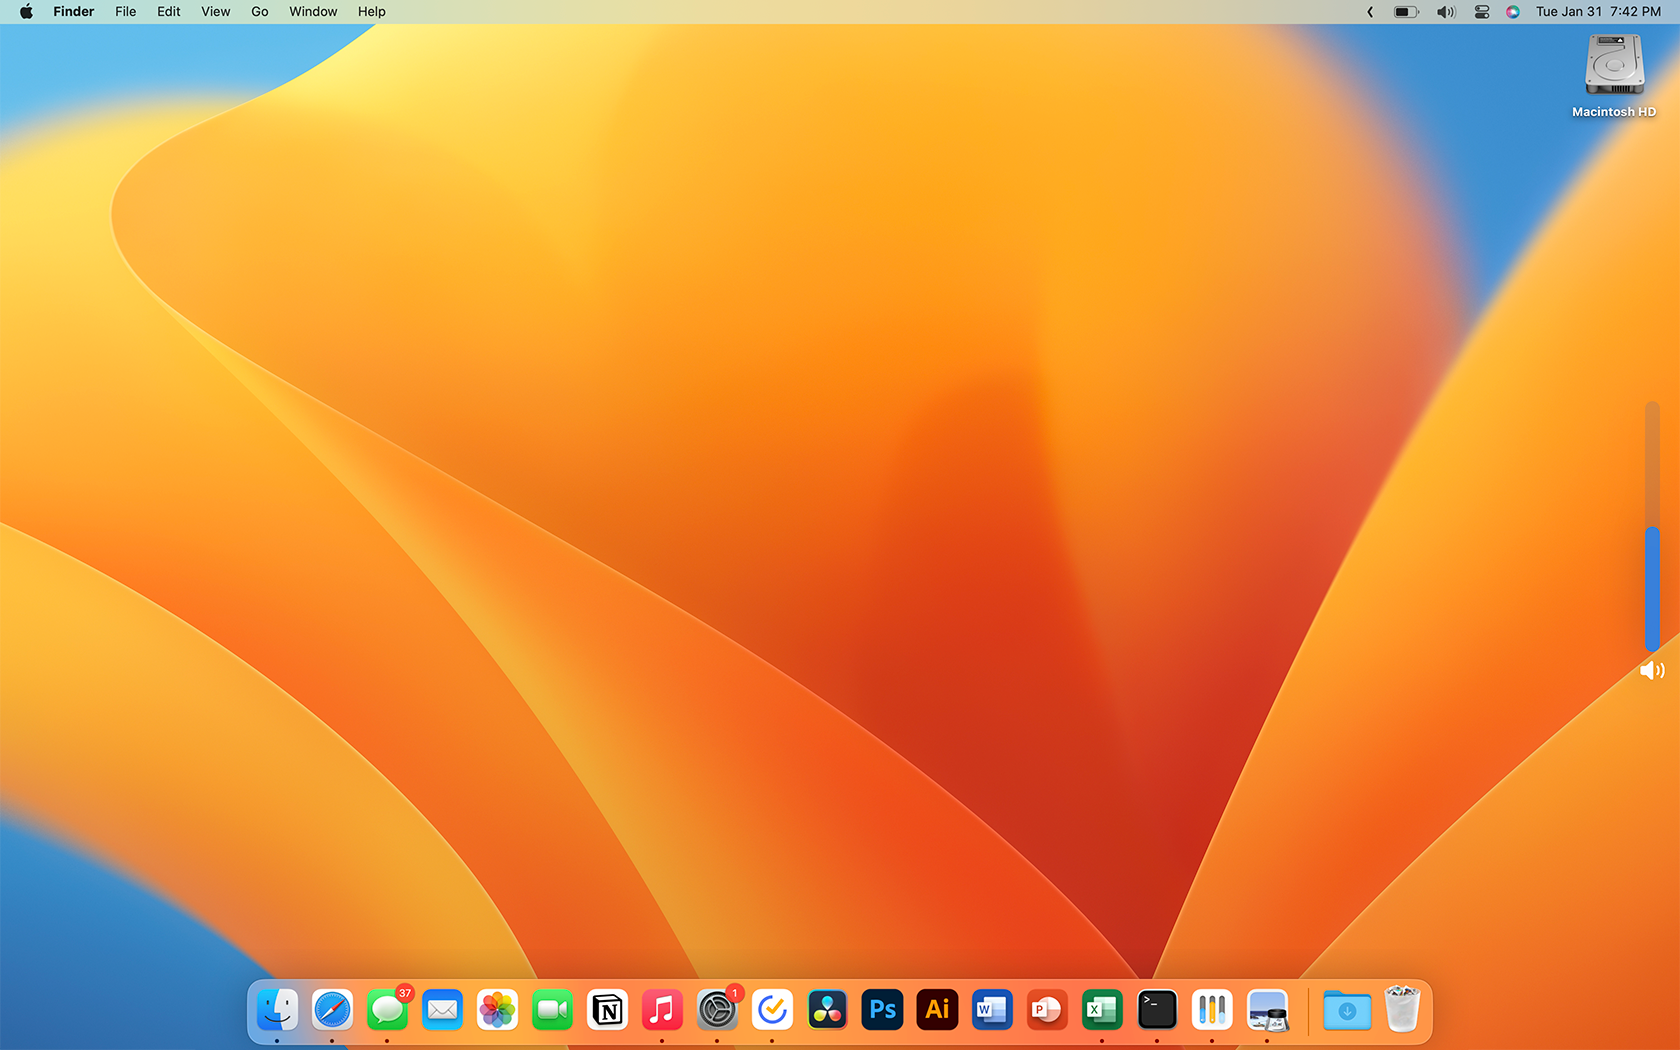 Finder File Edit View Go Window Help Tue Jan 31 7:42 PM
Macintosh HD
37
1
N
Ps
Ai
W
P
X
>_